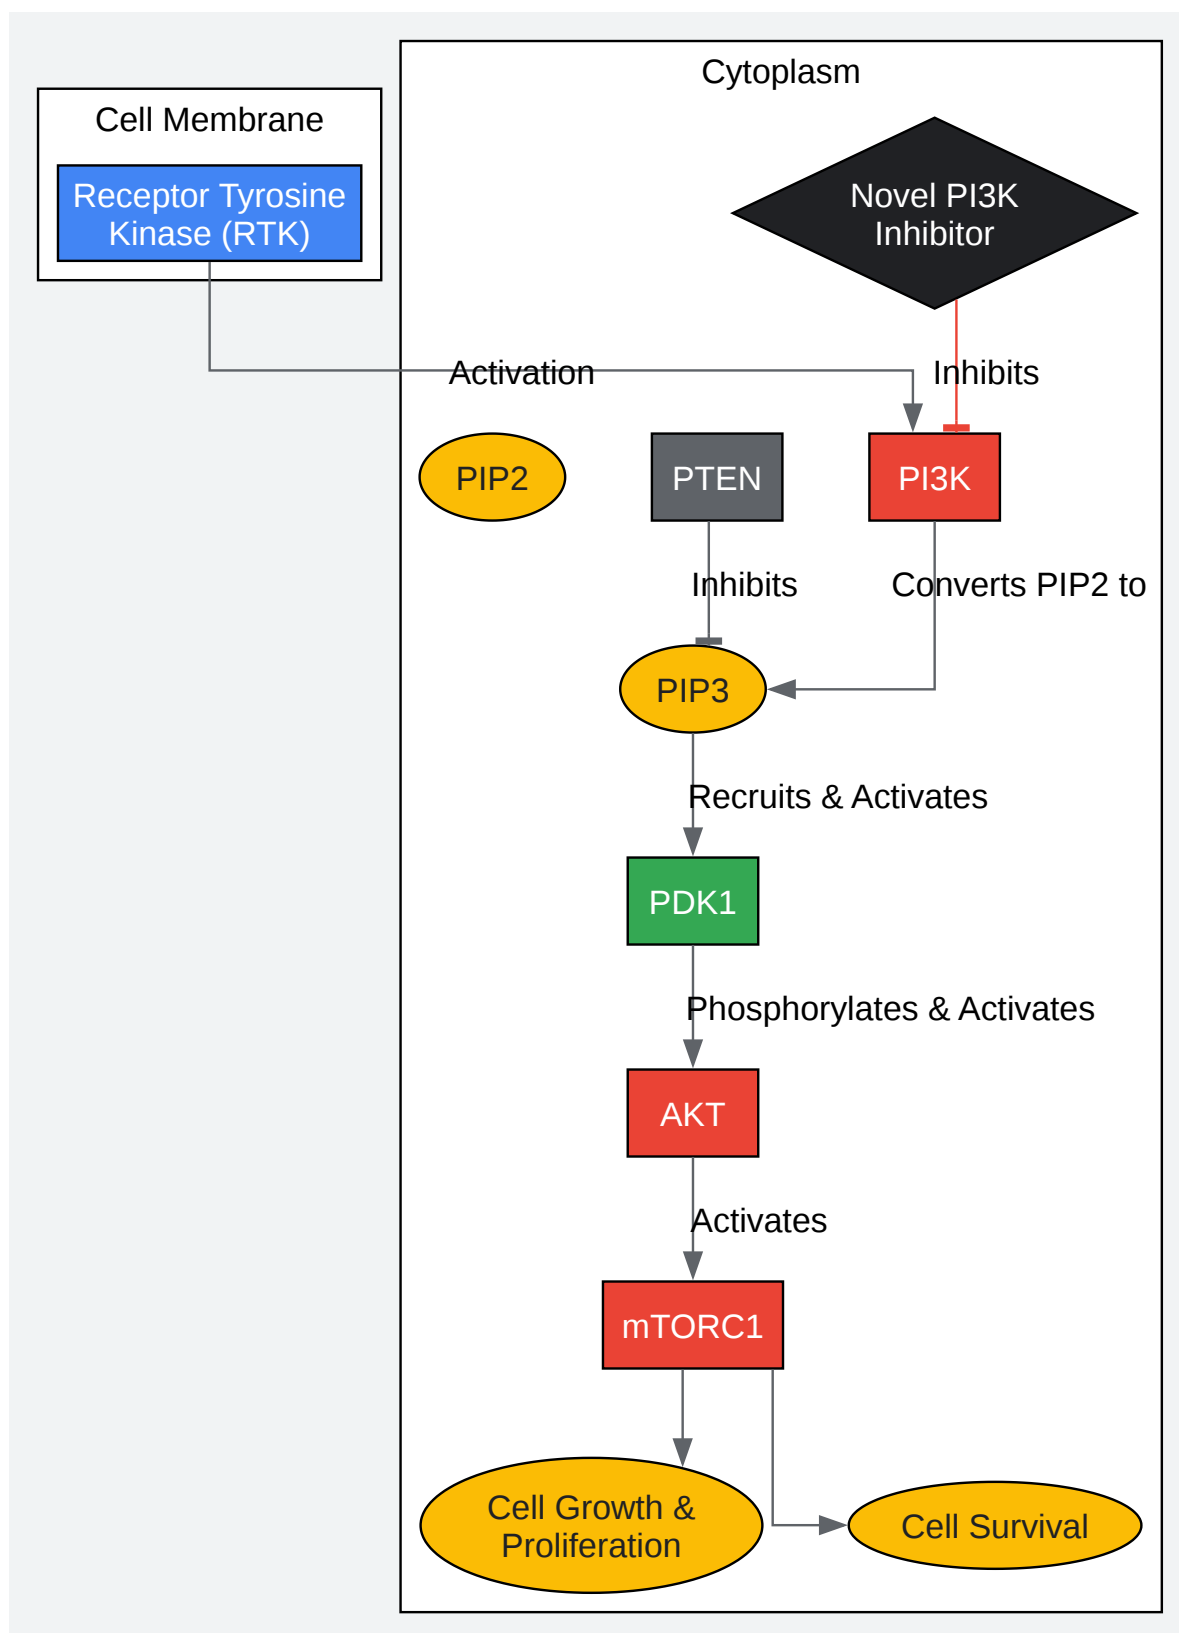 Cytoplasm
Cell Membrane
Receptor Tyrosine
Kinase (RTK)
Novel PI3K
Inhibitor
Activation
Inhibits
PIP2
PTEN
PI3K
Inhibits
Converts PIP2 to
PIP3
Recruits & Activates
PDK1
Phosphorylates & Activates
AKT
Activates
mTORC1
Cell Growth &
Proliferation
Cell Survival